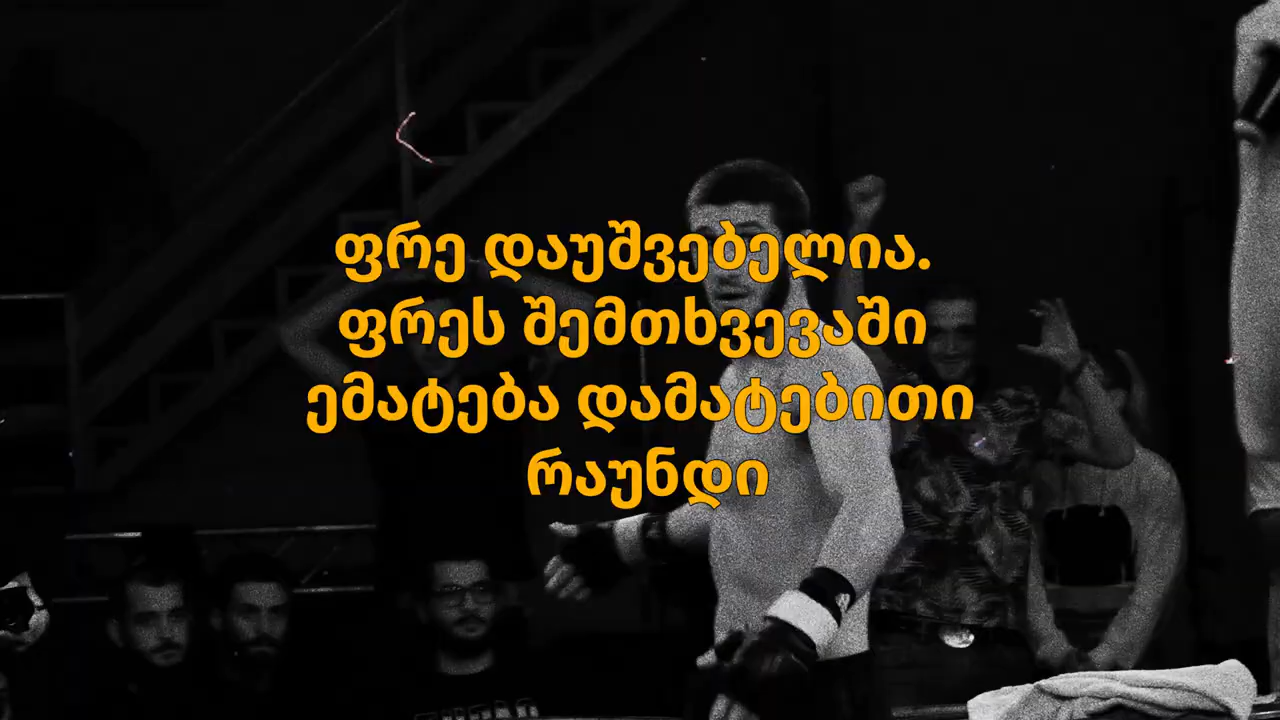 ფრე დაუშვებელია.
ფრეს შემთხვევაში
ემატება დამატებითი
რაუნდი